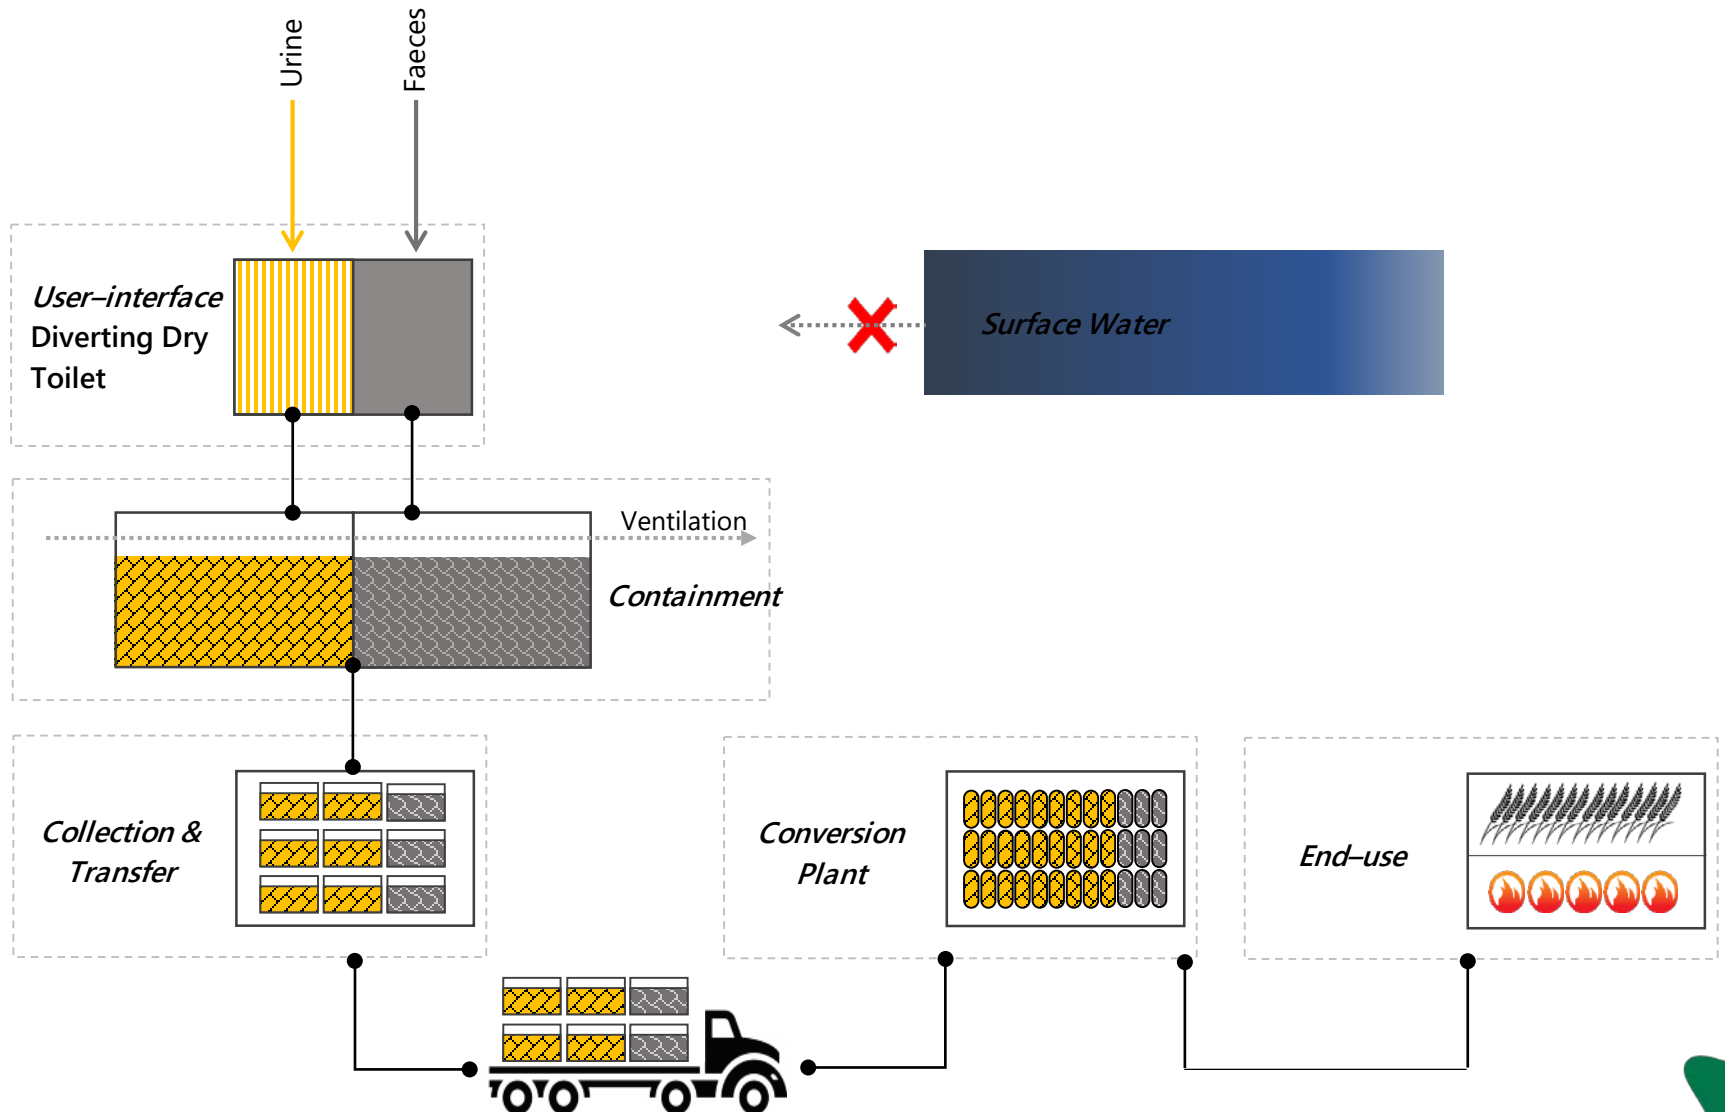 Urine
Faeces
User–interface
Diverting Dry
Toilet
Surface Water
Ventilation
Containment
Collection &
Transfer
Conversion
Plant
End–use